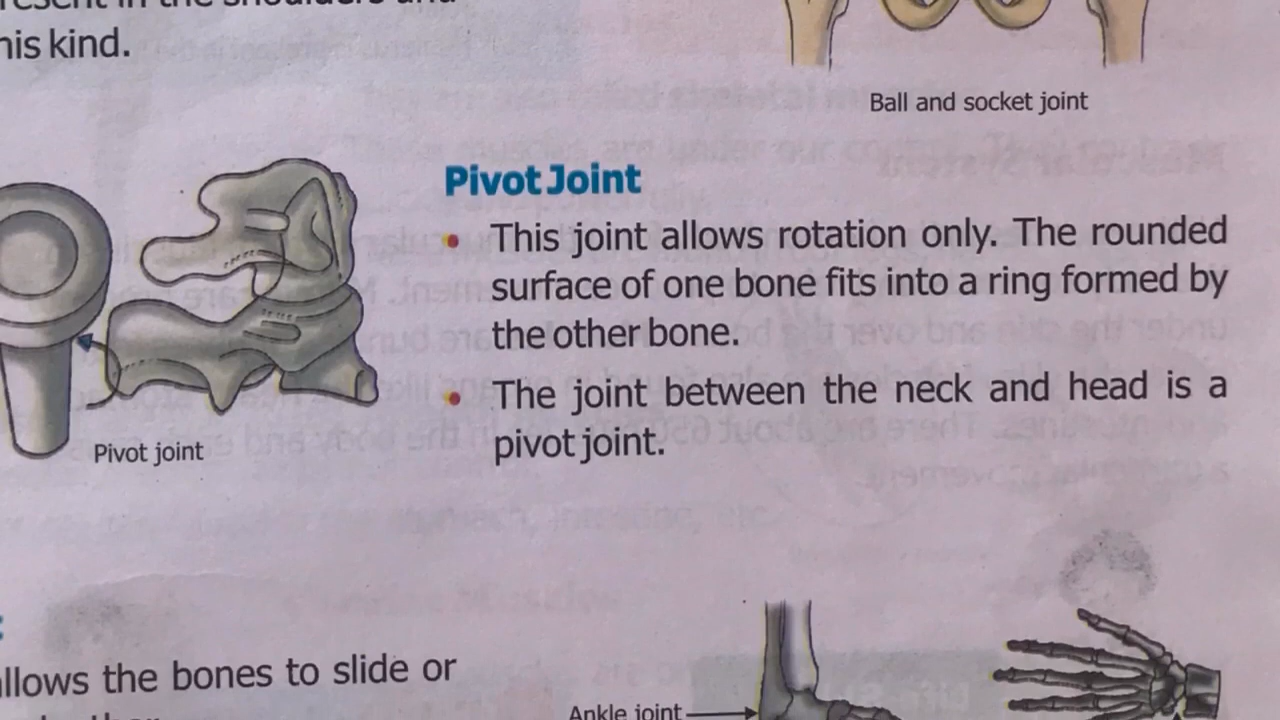 his kind.
Ball and socket joint
Pivot Joint
• This joint allows rotation only. The rounded
surface of one bone fits into a ring formed by
the other bone.
• The joint between the neck and head is a
pivot joint.
Pivot joint
allows the bones to slide or
Ankle joint